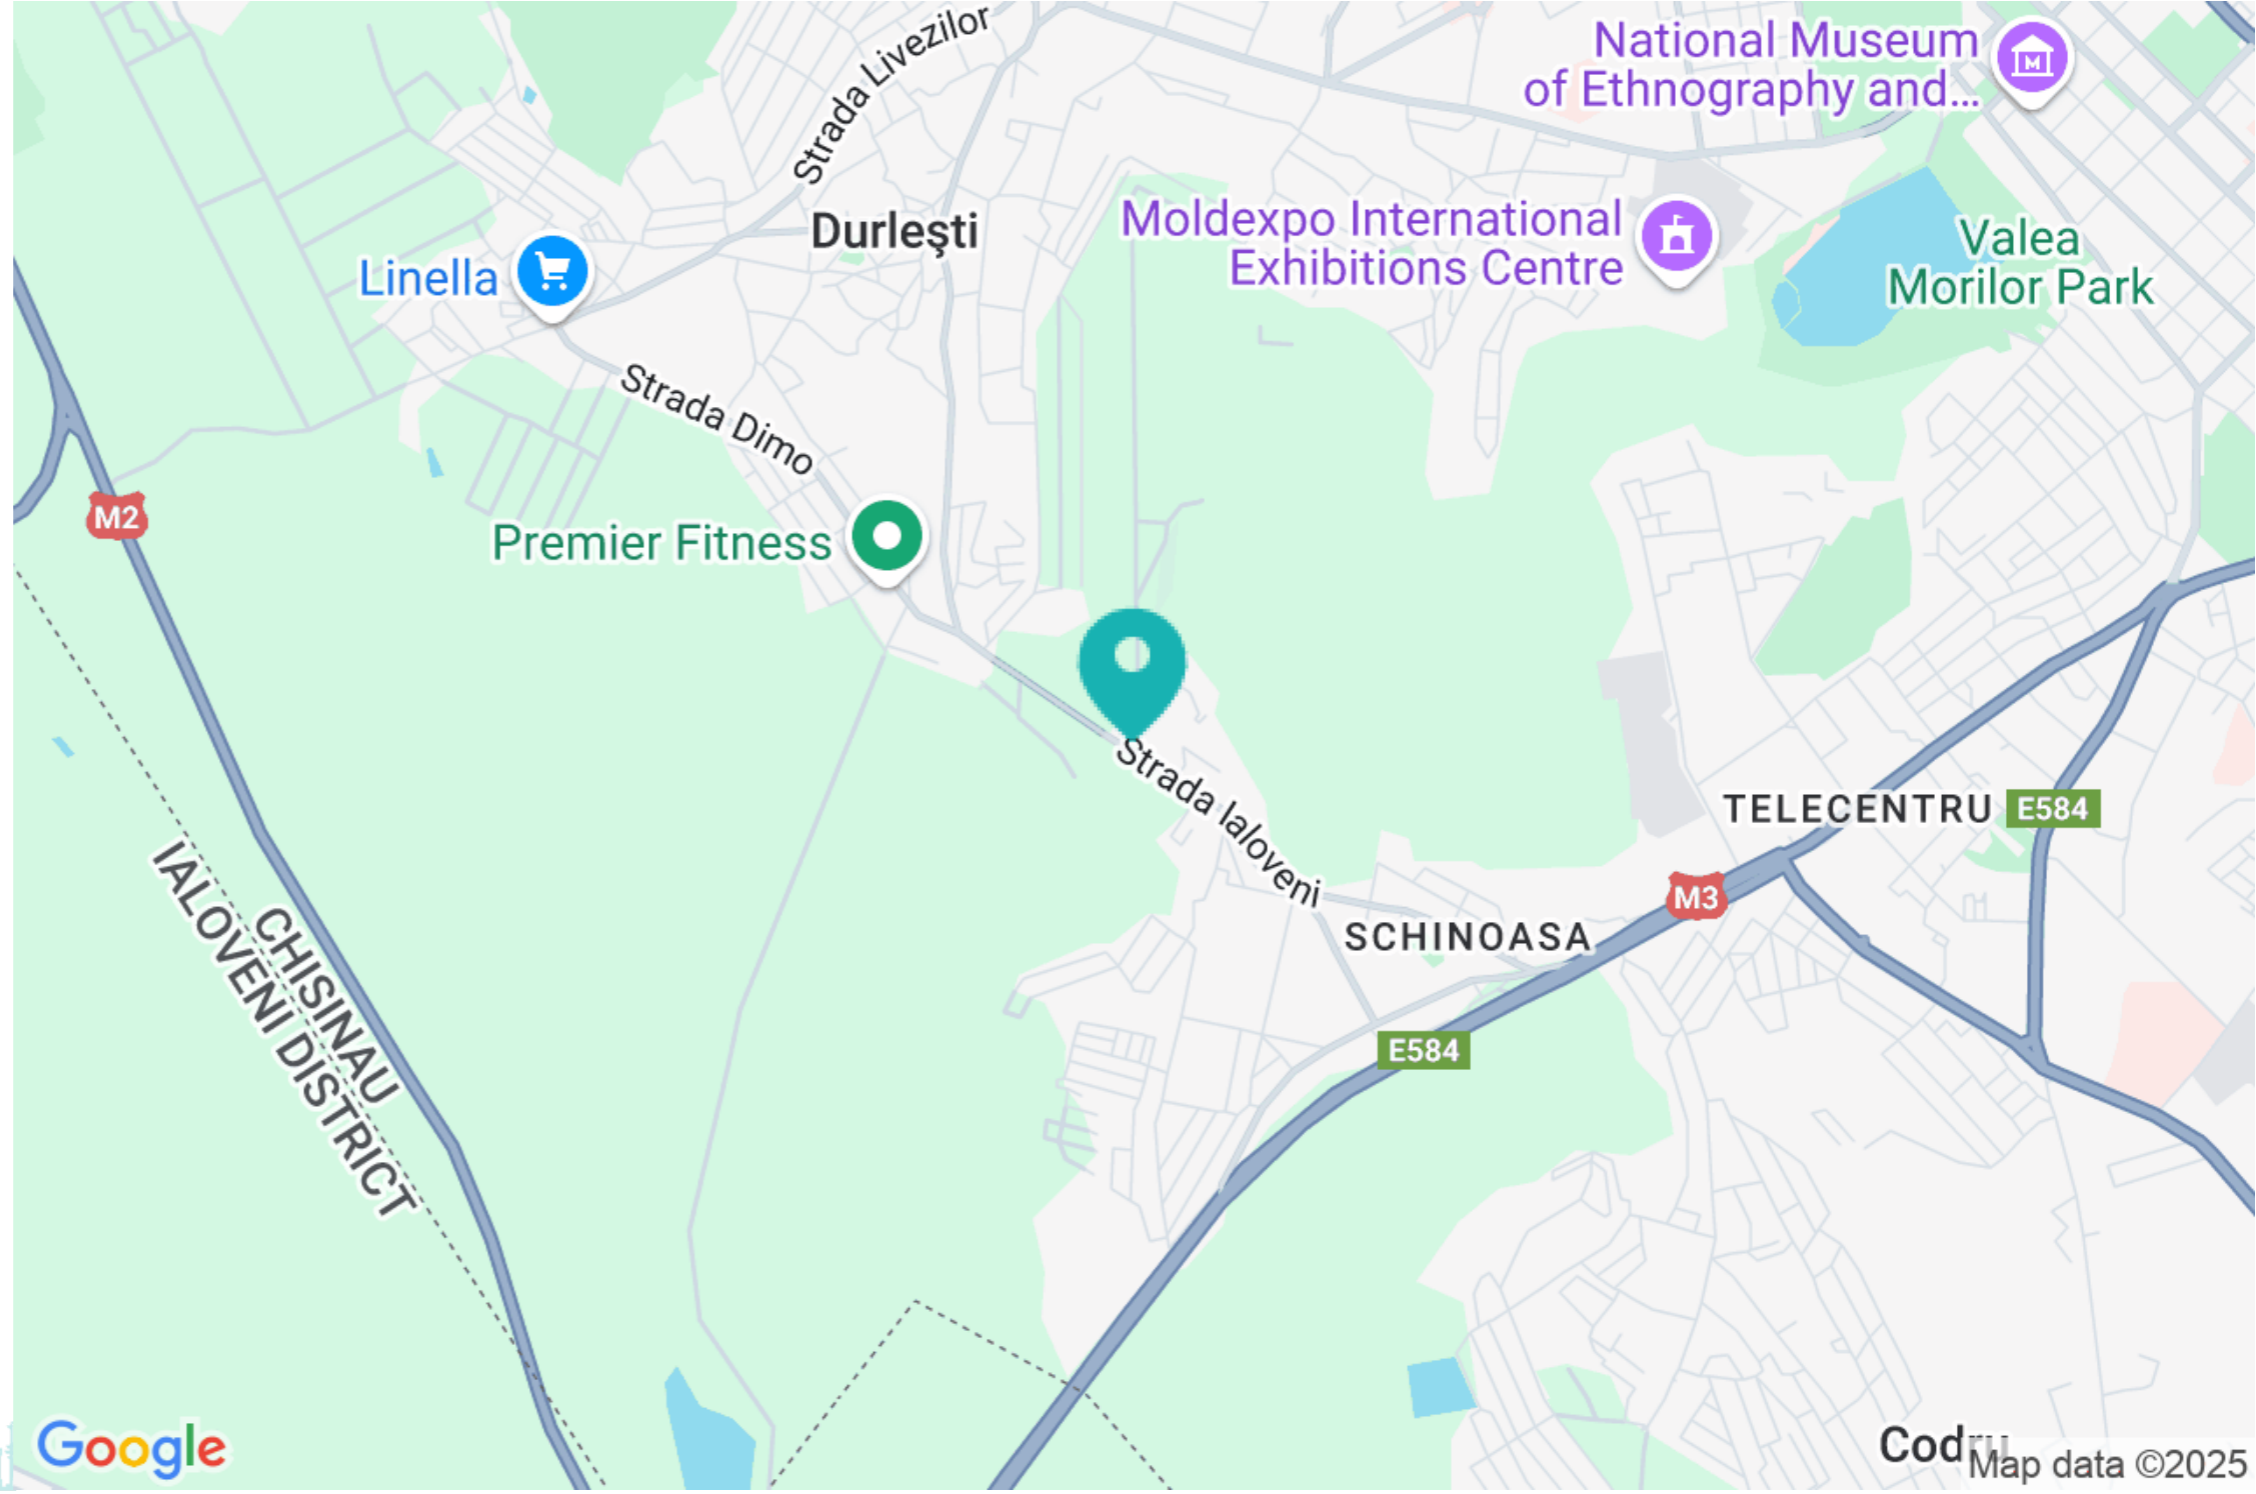 Strada Livezilor
National Museum
of Ethnography and...
Durleşti
Moldexpo International
Exhibitions Centre
Valea
Morilor Park
Linella
Strada Dimo
M2
Premier Fitness
Strada Ialoveni
TELECENTRU
E584
M3
SCHINOASA
CHISINAU
IALOVENI DISTRICT
E584
Codru
Google
Map data ©2025